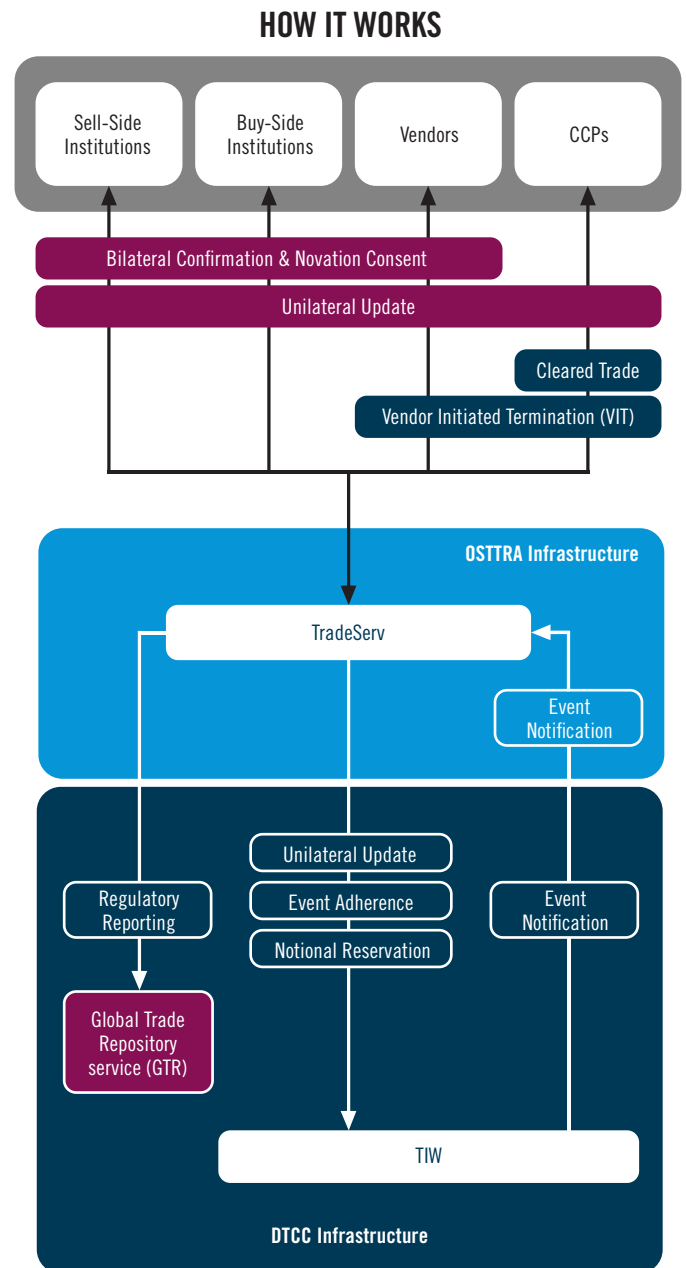 HOW IT WORKS
Sell-Side
Institutions
Buy-Side
Institutions
Vendors
CCPs
Bilateral Confirmation & Novation Consent
Unilateral Update
Cleared Trade
Vendor Initiated Termination (VIT)
OSTTRA Infrastructure
TradeServ
Event
Notification
Unilateral Update
Event Adherence
Notional Reservation
Regulatory
Reporting
Event
Notification
Global Trade
Repository
service (GTR)
TIW
DTCC Infrastructure